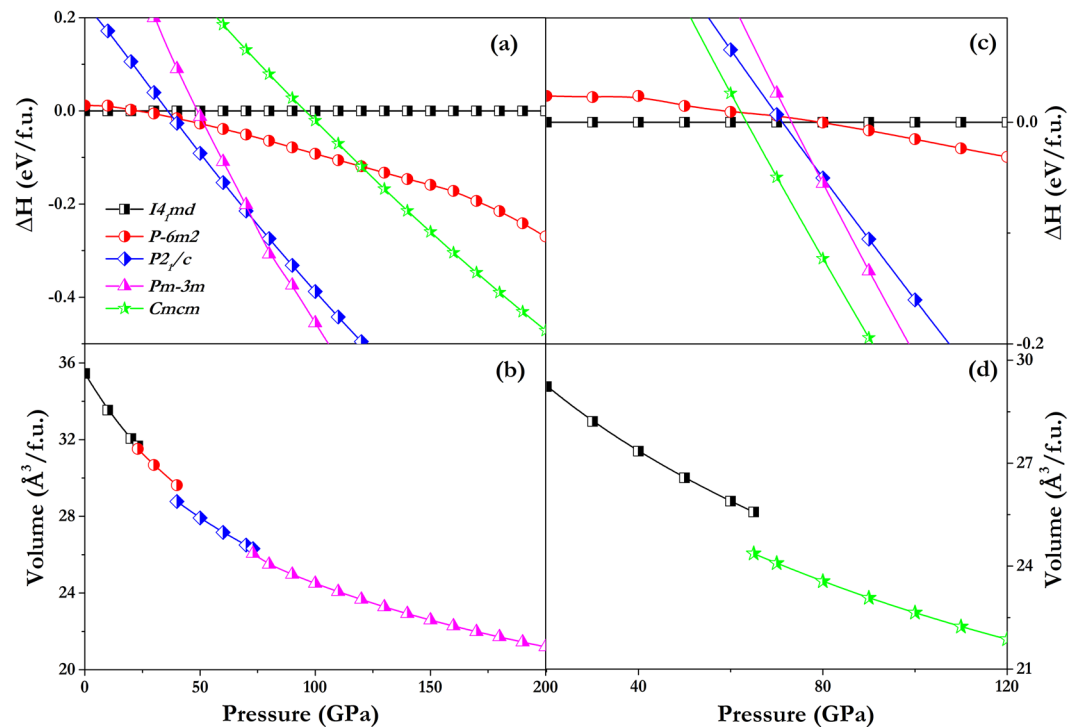 (a)
0.2
0.0
-0.2
-0.4
ΔH (eV/f.u.)
I4₁md
P-6m2
P2₁/c
Pm-3m
Cmcm
(c)
0.0
-0.2
ΔH (eV/f.u.)
(b)
36
32
28
24
20
Volume (Å³/f.u.)
0
50
100
150
200
Pressure (GPa)
(d)
30
27
24
21
Volume (Å³/f.u.)
40
80
120
Pressure (GPa)